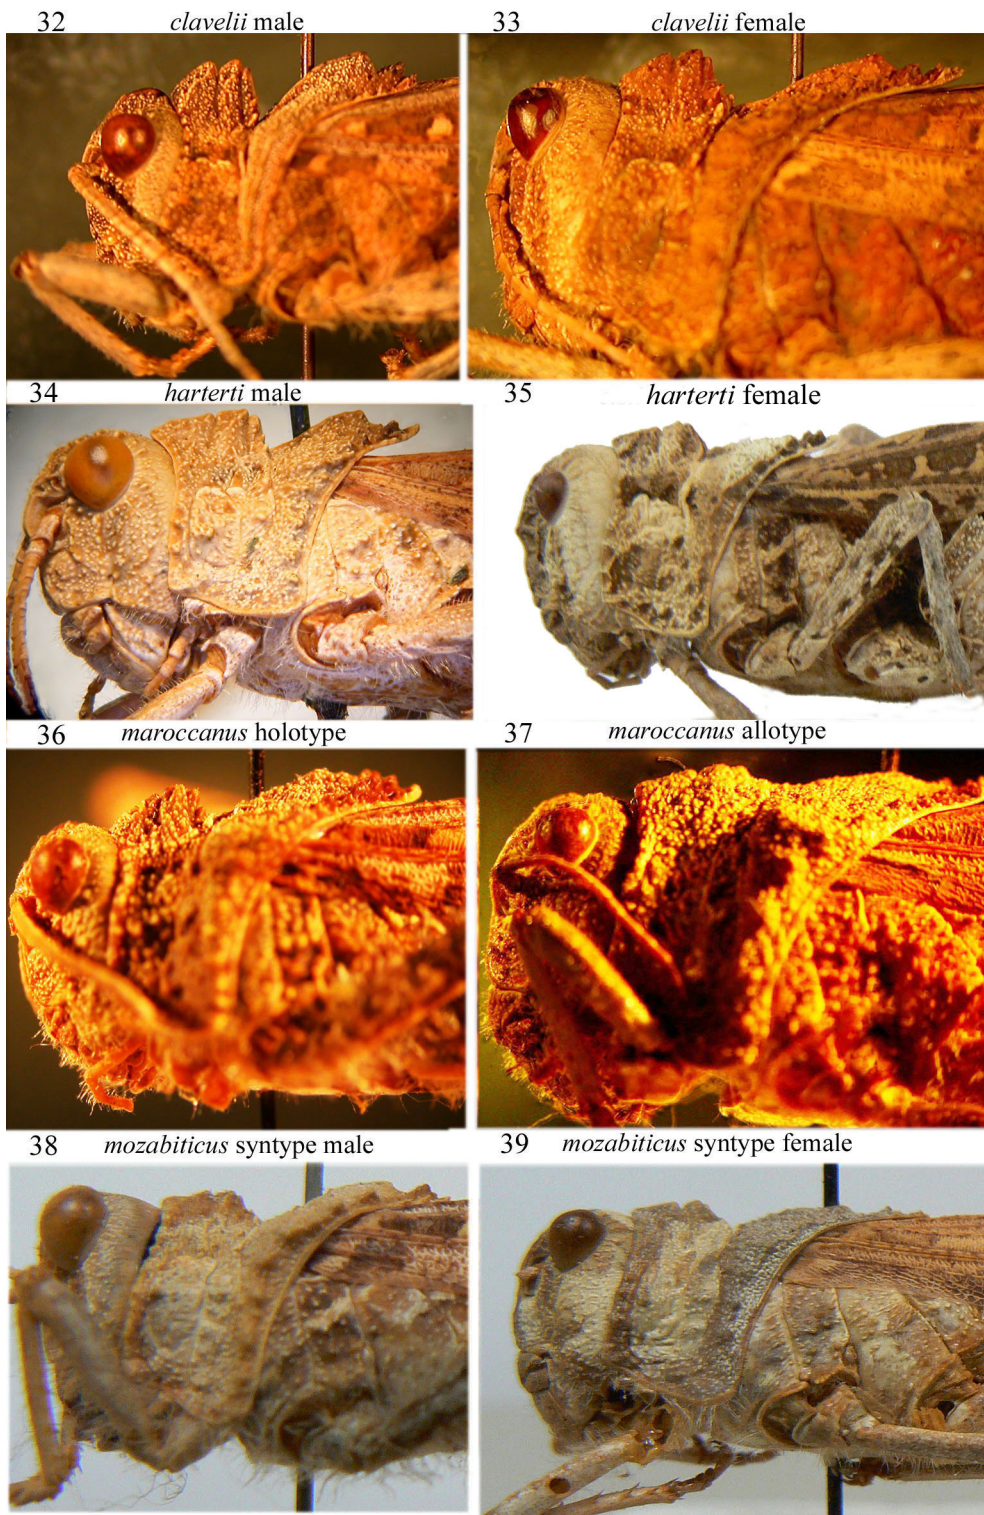 32 clavelii male
33 clavelii female
34 harterti male
35 harterti female
36 maroccanus holotype
37 maroccanus allotype
38 mozabiticus syntype male
39 mozabiticus syntype female